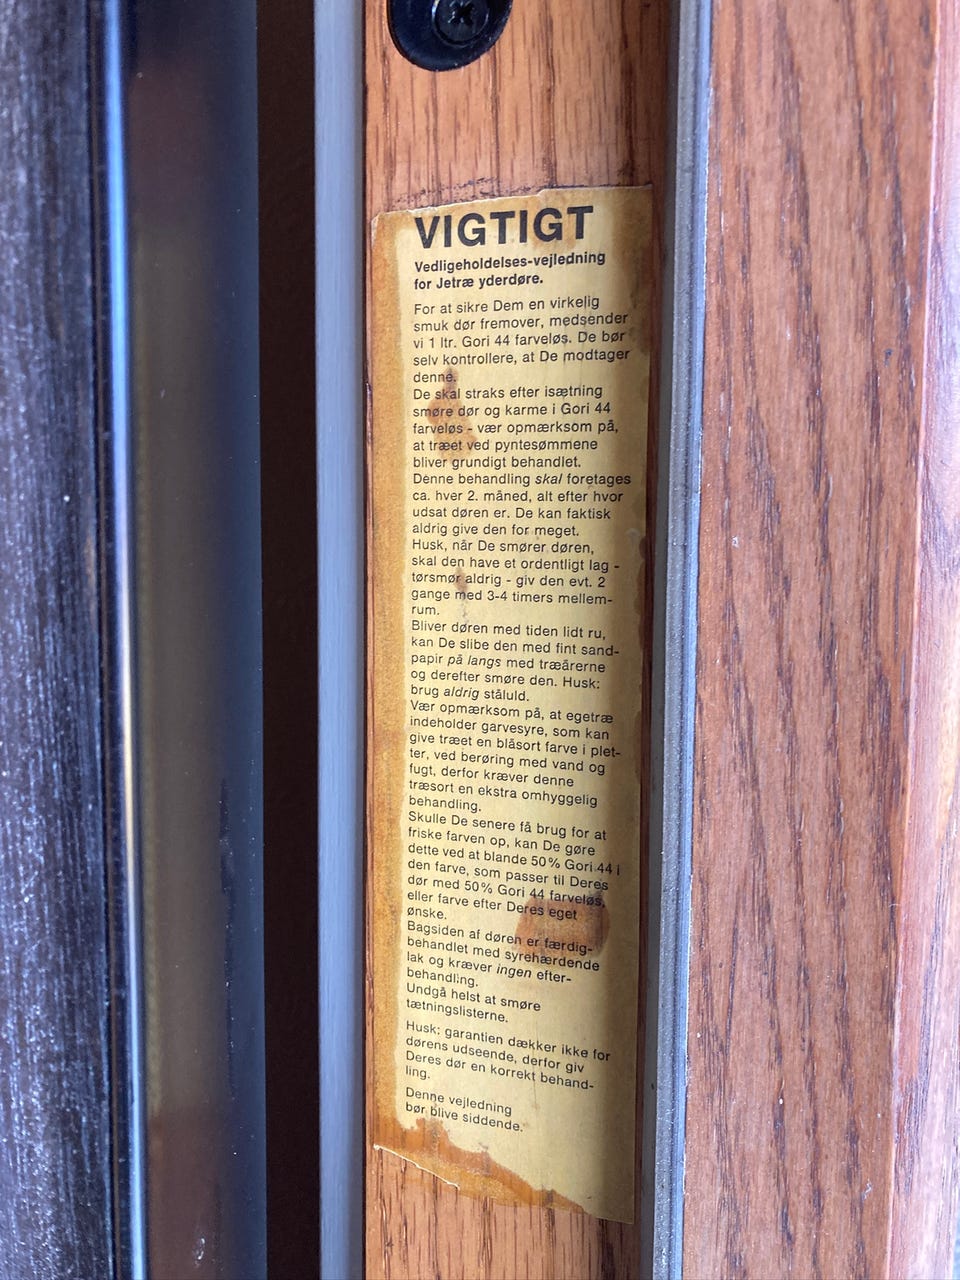 VIGTIGT
Vedligeholdelses-vejledning
for Jetræ yderdøre.
For at sikre Dem en virkelig
smuk dør fremover, medsender
vi 1 ltr. Gori 44 farveløs. De bør
selv kontrollere, at De modtager
denne.
De skal straks efter isætning
smøre dør og karme i Gori 44
farveløs - vær opmærksom på,
at træet ved pyntesømmene
bliver grundigt behandlet.
Denne behandling skal foretages
ca. hver 2. måned, alt efter hvor
udsat døren er. De kan faktisk
aldrig give den for meget.
Husk, når De smører døren,
skal den have et ordentligt lag -
tørsmør aldrig - giv den evt. 2
gange med 3-4 timers mellem-
rum.
Bliver døren med tiden lidt ru,
kan De slibe den med fint sand-
papir på langs med træårerne
og derefter smøre den. Husk:
brug aldrig ståluld.
Vær opmærksom på, at egetræ
indeholder garvesyre, som kan
give træet en blåsort farve i plet-
ter, ved berøring med vand og
fugt, derfor kræver denne
træsort en ekstra omhyggelig
behandling.
Skulle De senere få brug for at
friske farven op, kan De gøre
dette ved at blande 50% Gori 44 i
den farve, som passer til Deres
dør med 50% Gori 44 farveløs,
eller farve efter Deres eget
ønske.
Bagsiden af døren er færdig-
behandlet med syrehærdende
lak og kræver ingen efter-
behandling.
Undgå helst at smøre
tætningslisterne.
Husk: garantien dækker ikke for
dørens udseende, derfor giv
Deres dør en korrekt behand-
ling.
Denne vejledning
bør blive siddende.